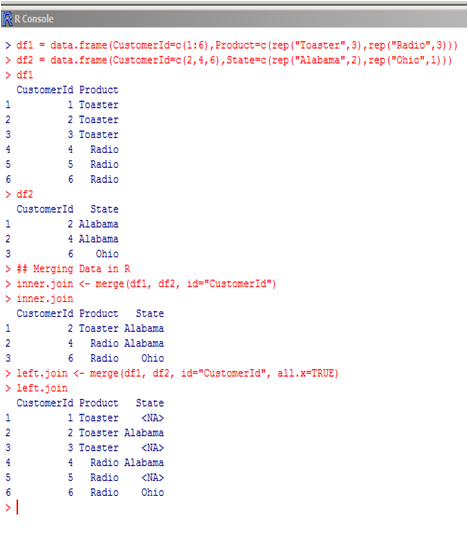 R Console
> df1 = data.frame(CustomerId=c(1:6),Product=c(rep("Toaster",3),rep("Radio",3)))
> df2 = data.frame(CustomerId=c(2,4,6),State=c(rep("Alabama",2),rep("Ohio",1)))
> df1
  CustomerId Product
1          1 Toaster
2          2 Toaster
3          3 Toaster
4          4   Radio
5          5   Radio
6          6   Radio
> df2
  CustomerId   State
1          2 Alabama
2          4 Alabama
3          6    Ohio
> ## Merging Data in R
> inner.join <- merge(df1, df2, id="CustomerId")
> inner.join
  CustomerId Product   State
1          2 Toaster Alabama
2          4   Radio Alabama
3          6   Radio    Ohio
> left.join <- merge(df1, df2, id="CustomerId", all.x=TRUE)
> left.join
  CustomerId Product   State
1          1 Toaster    <NA>
2          2 Toaster Alabama
3          3 Toaster    <NA>
4          4   Radio Alabama
5          5   Radio    <NA>
6          6   Radio    Ohio
>